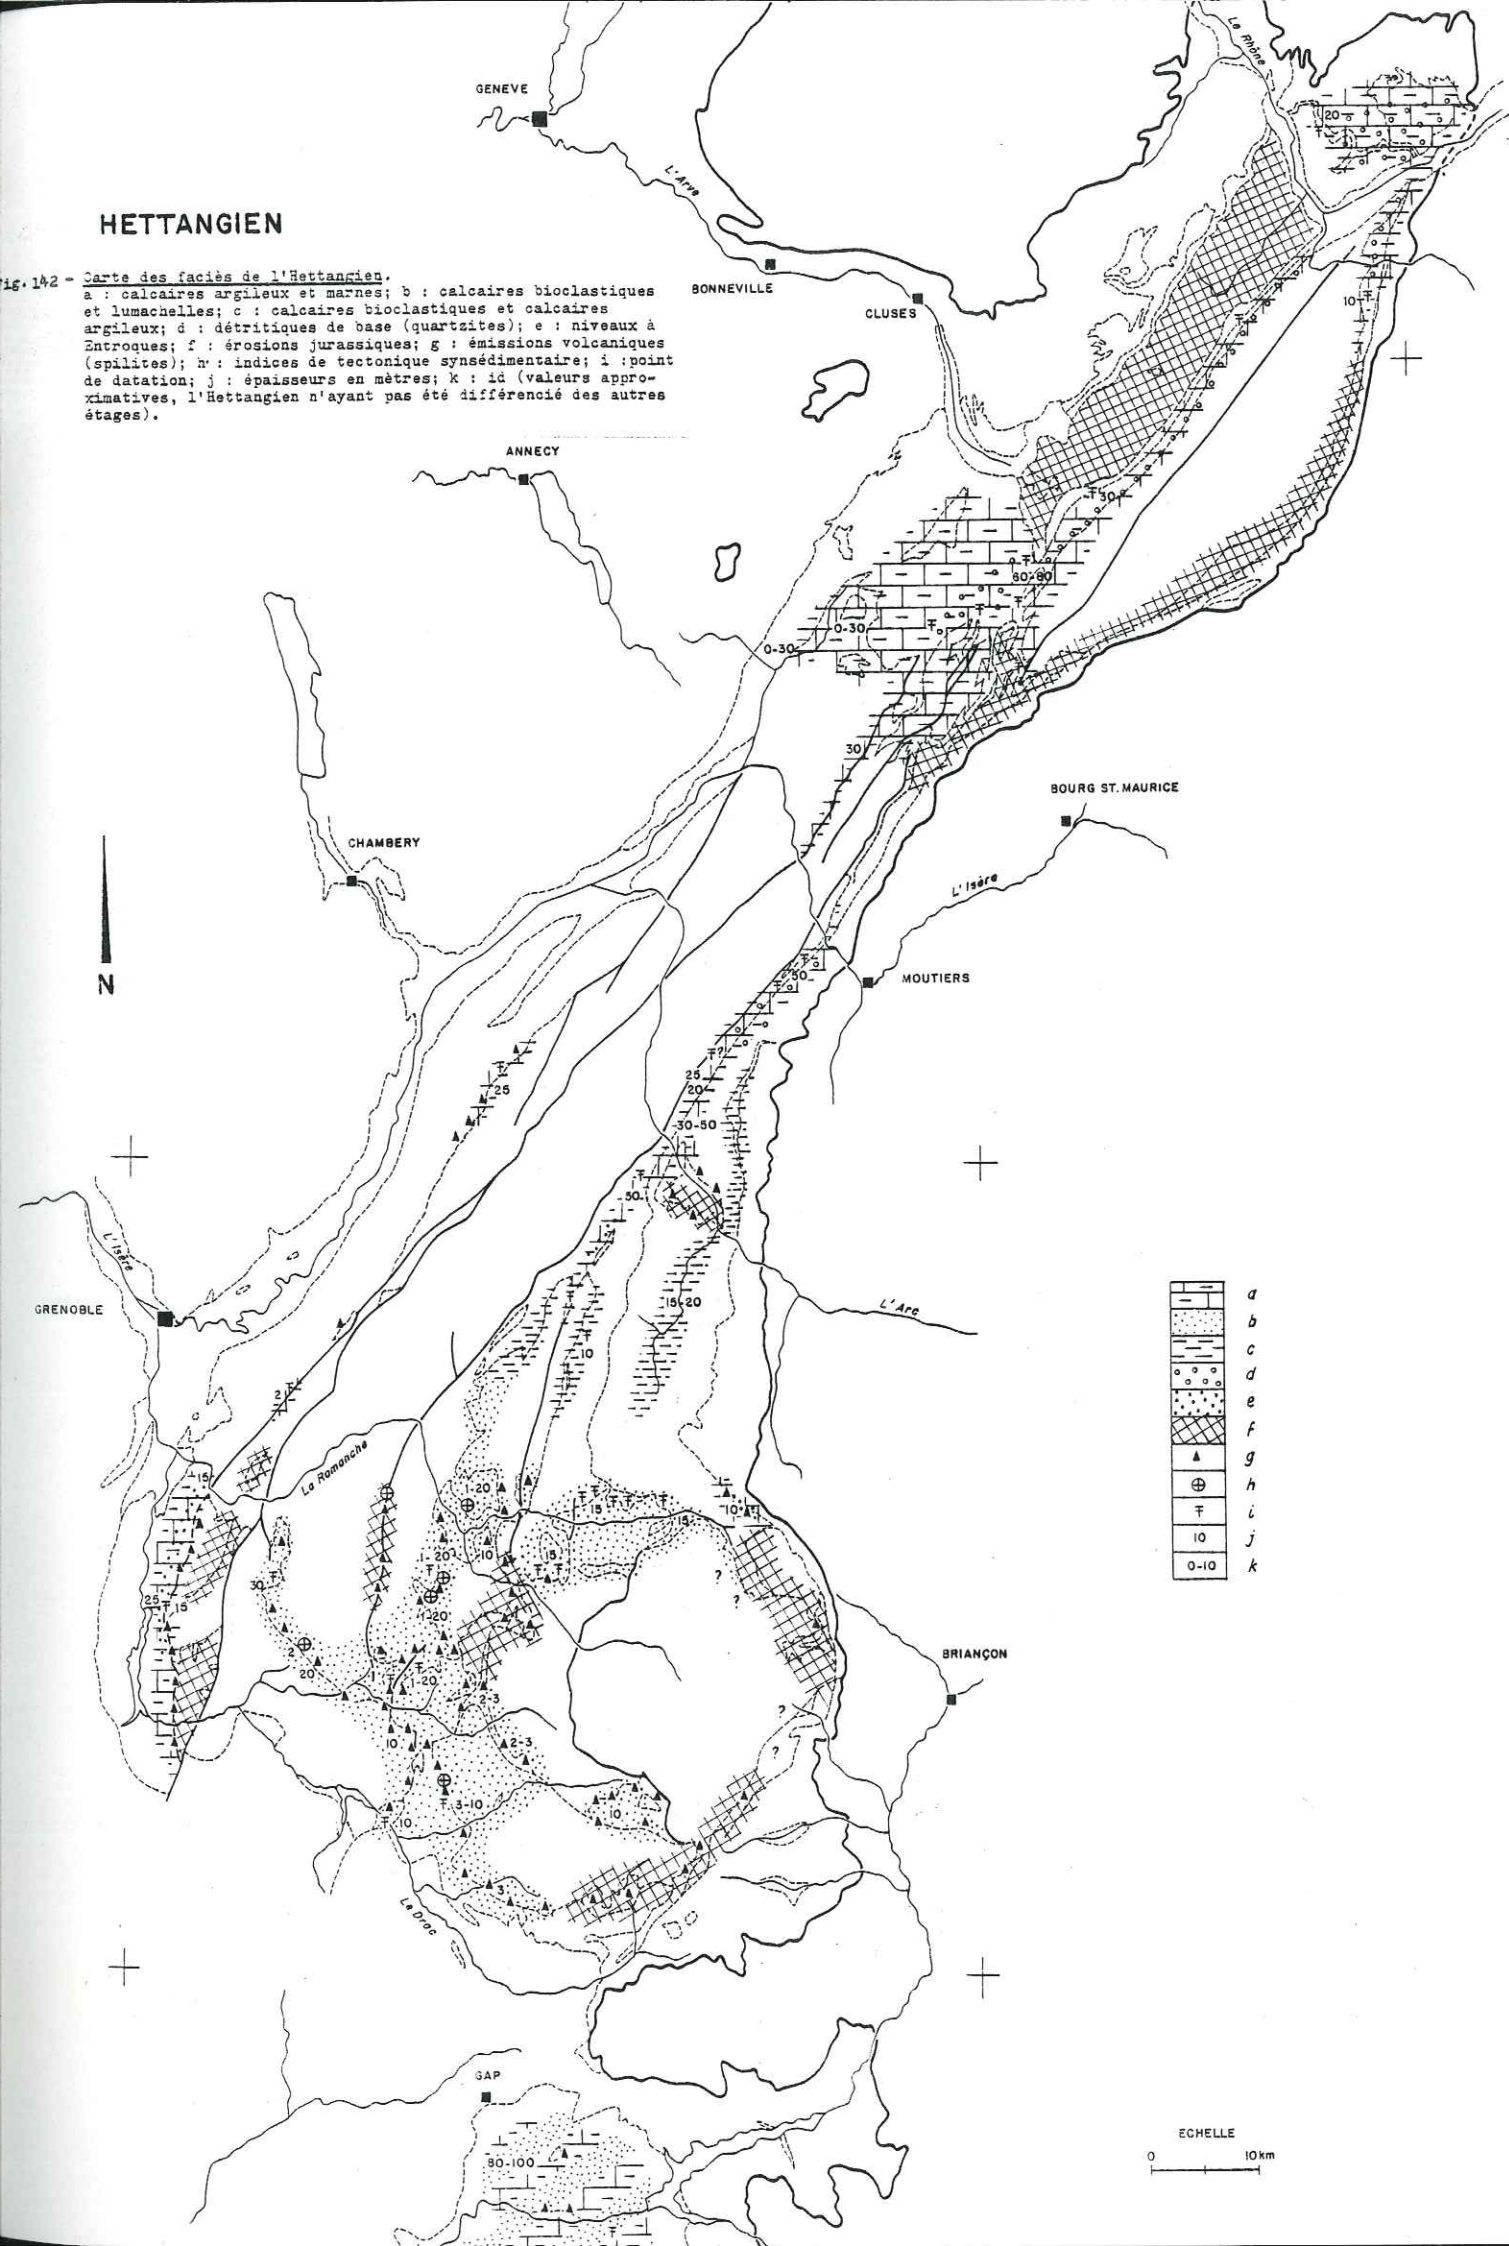 HETTANGIEN
Fig. 142 - Carte des faciès de l'Hettangien.
a : calcaires argileux et marnes; b : calcaires bioclastiques
et lumachelles; c : calcaires bioclastiques et calcaires
argileux; d : détritiques de base (quartzites); e : niveaux à
Entroques; f : érosions jurassiques; g : émissions volcaniques
(spilites); h : indices de tectonique synsédimentaire; i :point
de datation; j : épaisseurs en mètres; k : id (valeurs appro-
ximatives, l'Hettangien n'ayant pas été différencié des autres
étages).
GENEVE
L'Arve
Le Rhône
20
BONNEVILLE
CLUSES
10
ANNECY
30
60-80
0-30
0-30
30
BOURG ST. MAURICE
CHAMBERY
L'Isère
N
50
MOUTIERS
?
25
25
20
30-50
50
L'Isère
GRENOBLE
15-20
L'Arc
10
2
La Romanche
15
1-20
15
10
15
1-20
10
15
30
25
15
1-20
?
?
2
20
1
1-20
2-3
BRIANÇON
?
10
2-3
?
3-10
10
10
3
Le Drac
a
b
c
d
e
f
g
h
i
10 j
0-10 k
GAP
80-100
ECHELLE
0 10 km